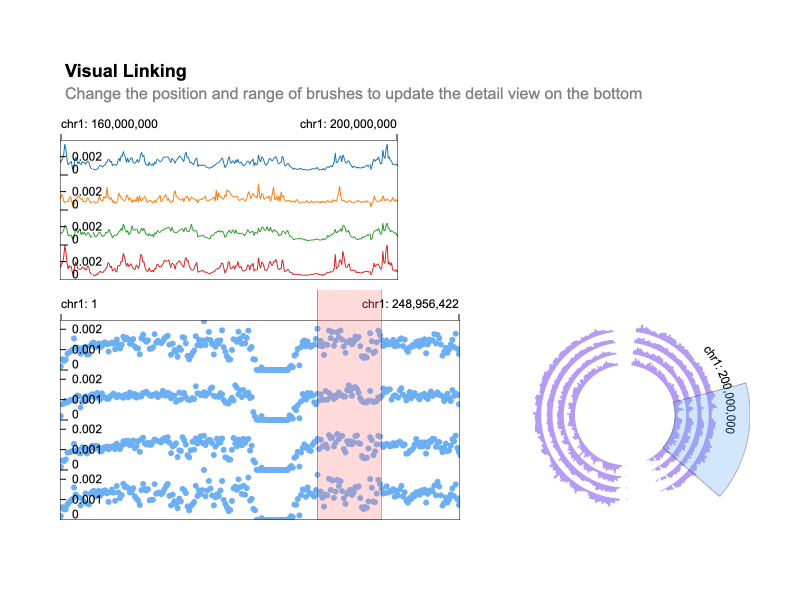 Visual Linking
Change the position and range of brushes to update the detail view on the bottom
chr1: 160,000,000
chr1: 200,000,000
0.002
0
0.002
0
0.002
0
0.002
0
chr1: 1
chr1: 248,956,422
0.002
0.001
0
0.002
0.001
0
0.002
0.001
0
0.002
0.001
0
chr1: 200,000,000